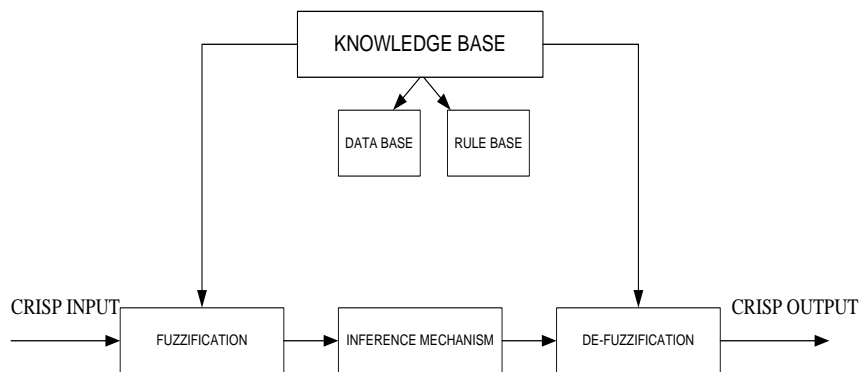 KNOWLEDGE BASE
DATA BASE
RULE BASE
CRISP INPUT
CRISP OUTPUT
FUZZIFICATION
INFERENCE MECHANISM
DE-FUZZIFICATION